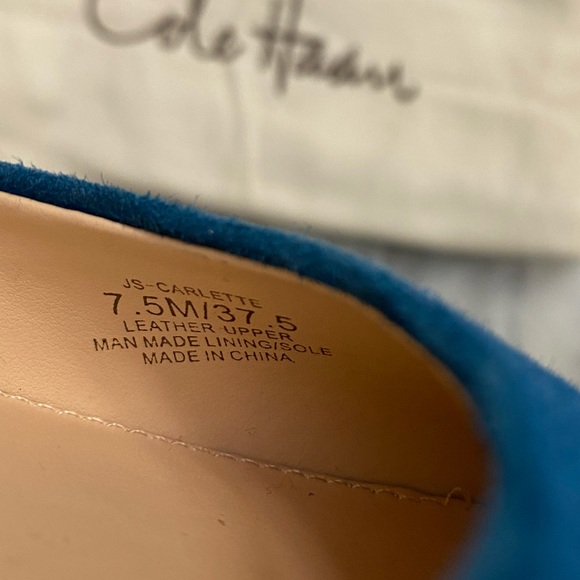 Cole Haan
JS-CARLETTE
7.5M/37.5
LEATHER UPPER
MAN MADE LINING/SOLE
MADE IN CHINA